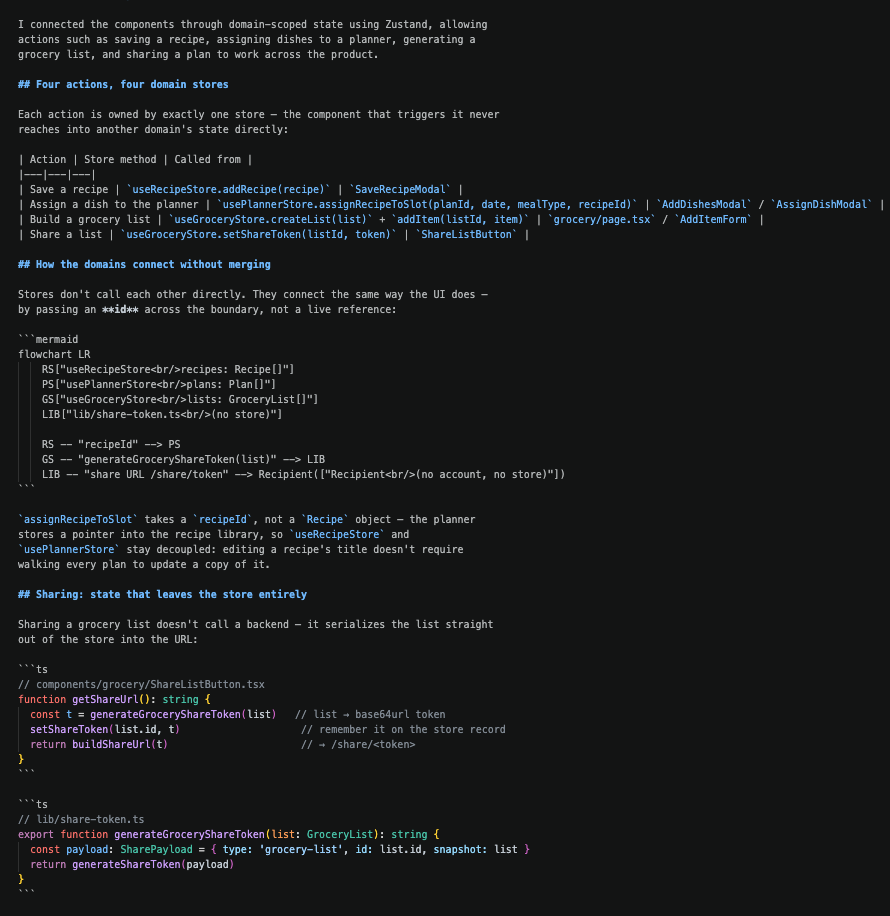 I connected the components through domain-scoped state using Zustand, allowing
actions such as saving a recipe, assigning dishes to a planner, generating a
grocery list, and sharing a plan to work across the product.
## Four actions, four domain stores
Each action is owned by exactly one store — the component that triggers it never
reaches into another domain's state directly:
| Action | Store method | Called from |
|---|---|---|
| Save a recipe | `useRecipeStore.addRecipe(recipe)` | `SaveRecipeModal` |
| Assign a dish to the planner | `usePlannerStore.assignRecipeToSlot(planId, date, mealType, recipeId)` | `AddDishesModal` / `AssignDishModal` |
| Build a grocery list | `useGroceryStore.createList(list)` + `addItem(listId, item)` | `grocery/page.tsx` / `AddItemForm` |
| Share a list | `useGroceryStore.setShareToken(listId, token)` | `ShareListButton` |
## How the domains connect without merging
Stores don't call each other directly. They connect the same way the UI does —
by passing an **id** across the boundary, not a live reference:
```mermaid
flowchart LR
    RS["useRecipeStore<br/>recipes: Recipe[]"]
    PS["usePlannerStore<br/>plans: Plan[]"]
    GS["useGroceryStore<br/>lists: GroceryList[]"]
    LIB["lib/share-token.ts<br/>(no store)"]
    RS -- "recipeId" --> PS
    GS -- "generateGroceryShareToken(list)" --> LIB
    LIB -- "share URL /share/token" --> Recipient(["Recipient<br/>(no account, no store)"])
```
`assignRecipeToSlot` takes a `recipeId`, not a `Recipe` object — the planner
stores a pointer into the recipe library, so `useRecipeStore` and
`usePlannerStore` stay decoupled: editing a recipe's title doesn't require
walking every plan to update a copy of it.
## Sharing: state that leaves the store entirely
Sharing a grocery list doesn't call a backend — it serializes the list straight
out of the store into the URL:
```ts
// components/grocery/ShareListButton.tsx
function getShareUrl(): string {
  const t = generateGroceryShareToken(list)   // list → base64url token
  setShareToken(list.id, t)                    // remember it on the store record
  return buildShareUrl(t)                      // → /share/<token>
}
```
```ts
// lib/share-token.ts
export function generateGroceryShareToken(list: GroceryList): string {
  const payload: SharePayload = { type: 'grocery-list', id: list.id, snapshot: list }
  return generateShareToken(payload)
}
```